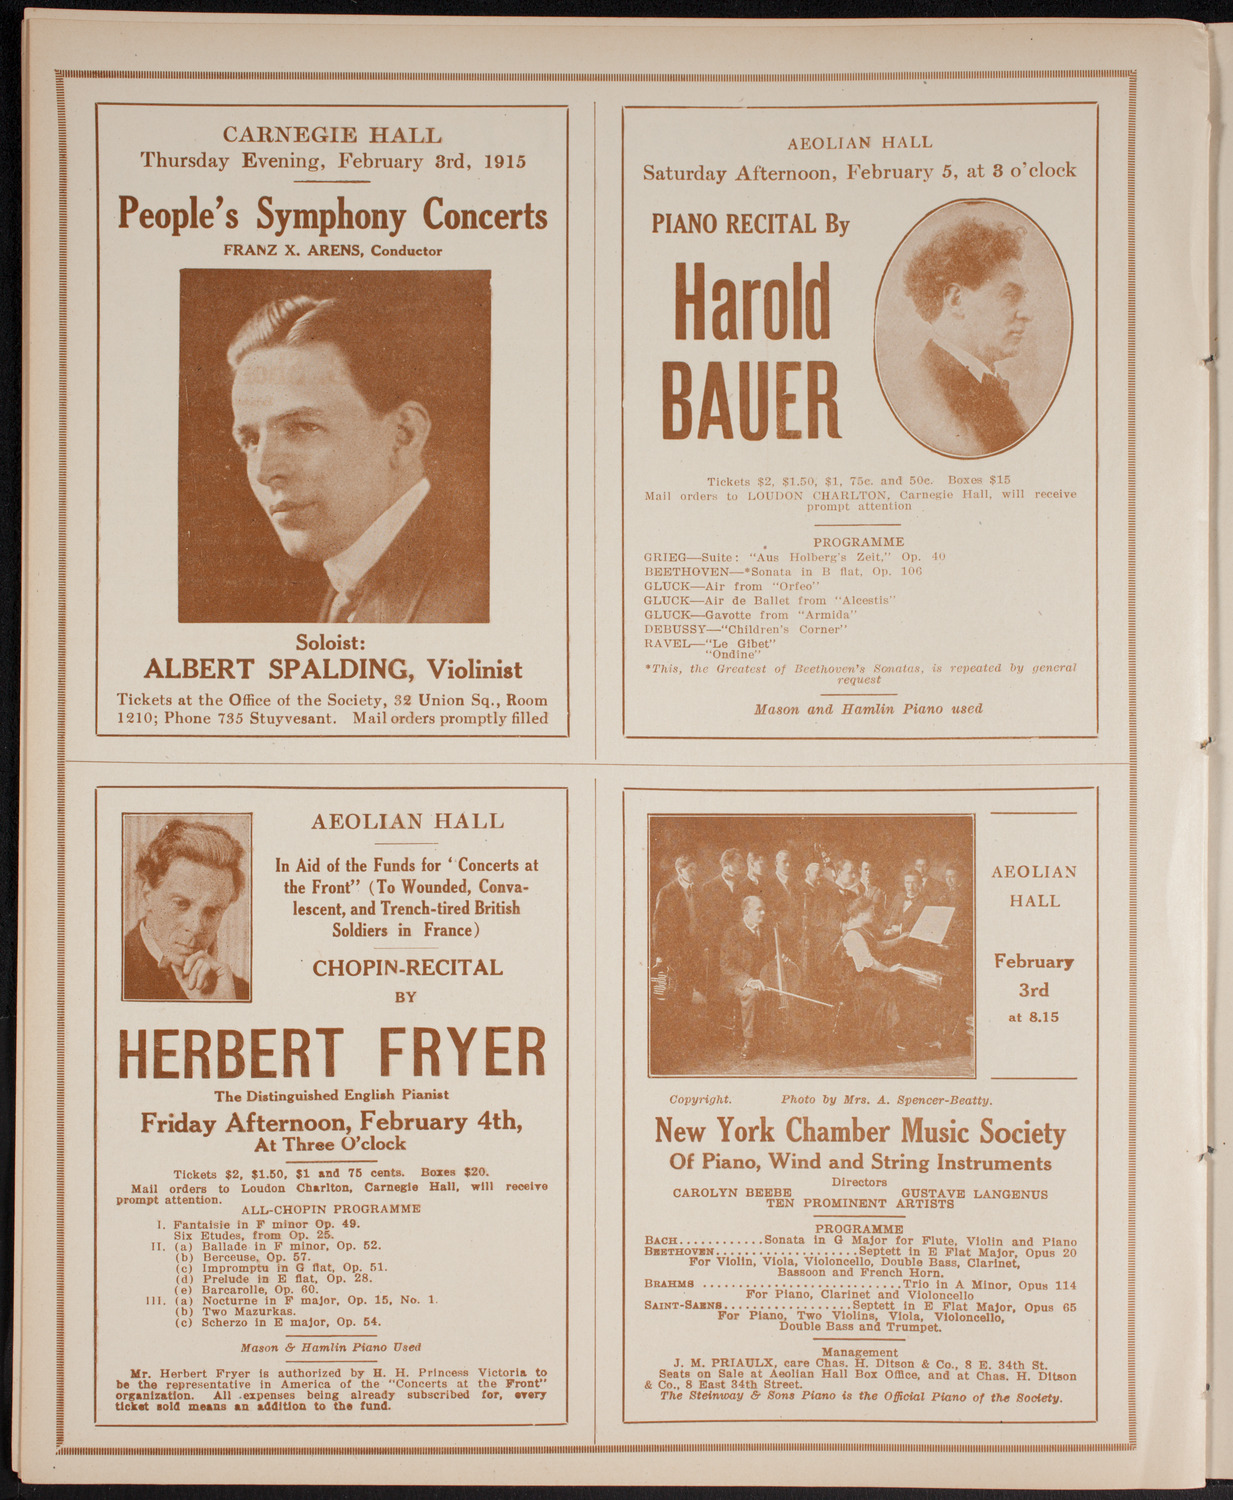 CARNEGIE HALL
Thursday Evening, February 3rd, 1915
People's Symphony Concerts
FRANZ X. ARENS, Conductor
Soloist:
ALBERT SPALDING, Violinist
Tickets at the Office of the Society, 32 Union Sq., Room
1210; Phone 735 Stuyvesant. Mail orders promptly filled
AEOLIAN HALL
Saturday Afternoon, February 5, at 3 o'clock
PIANO RECITAL By
Harold
BAUER
Tickets $2, $1.50, $1, 75c. and 50c. Boxes $15
Mail orders to LOUDON CHARLTON, Carnegie Hall, will receive
prompt attention
PROGRAMME
GRIEG—Suite: "Aus Holberg's Zeit," Op. 40
BEETHOVEN—*Sonata in B flat, Op. 106
GLUCK—Air from "Orfeo"
GLUCK—Air de Ballet from "Alcestis"
GLUCK—Gavotte from "Armida"
DEBUSSY—"Children's Corner"
RAVEL—"Le Gibet"
"Ondine"
*This, the Greatest of Beethoven's Sonatas, is repeated by general
request
Mason and Hamlin Piano used
AEOLIAN HALL
In Aid of the Funds for ' Concerts at
the Front" (To Wounded, Conva-
lescent, and Trench-tired British
Soldiers in France)
CHOPIN-RECITAL
BY
HERBERT FRYER
The Distinguished English Pianist
Friday Afternoon, February 4th,
At Three O'clock
Tickets $2, $1.50, $1 and 75 cents. Boxes $20.
Mail orders to Loudon Charlton, Carnegie Hall, will receive
prompt attention.
ALL-CHOPIN PROGRAMME
I. Fantaisie in F minor Op. 49.
Six Etudes, from Op. 25.
II. (a) Ballade in F minor, Op. 52.
(b) Berceuse, Op. 57.
(c) Impromptu in G flat, Op. 51.
(d) Prelude in E flat, Op. 28.
(e) Barcarolle, Op. 60.
III. (a) Nocturne in F major, Op. 15, No. 1.
(b) Two Mazurkas.
(c) Scherzo in E major, Op. 54.
Mason & Hamlin Piano Used
Mr. Herbert Fryer is authorized by H. H. Princess Victoria to
be the representative in America of the "Concerts at the Front"
organization. All expenses being already subscribed for, every
ticket sold means an addition to the fund.
AEOLIAN
HALL
February
3rd
at 8.15
Copyright. Photo by Mrs. A. Spencer-Beatty.
New York Chamber Music Society
Of Piano, Wind and String Instruments
Directors
CAROLYN BEEBE GUSTAVE LANGENUS
TEN PROMINENT ARTISTS
PROGRAMME
BACH............Sonata in G Major for Flute, Violin and Piano
BEETHOVEN...................Septett in E Flat Major, Opus 20
For Violin, Viola, Violoncello, Double Bass, Clarinet,
Bassoon and French Horn.
BRAHMS ..........................Trio in A Minor, Opus 114
For Piano, Clarinet and Violoncello
SAINT-SAENS.................Septett in E Flat Major, Opus 65
For Piano, Two Violins, Viola, Violoncello,
Double Bass and Trumpet.
Management
J. M. PRIAULX, care Chas. H. Ditson & Co., 8 E. 34th St.
Seats on Sale at Aeolian Hall Box Office, and at Chas. H. Ditson
& Co., 8 East 34th Street.
The Steinway & Sons Piano is the Official Piano of the Society.